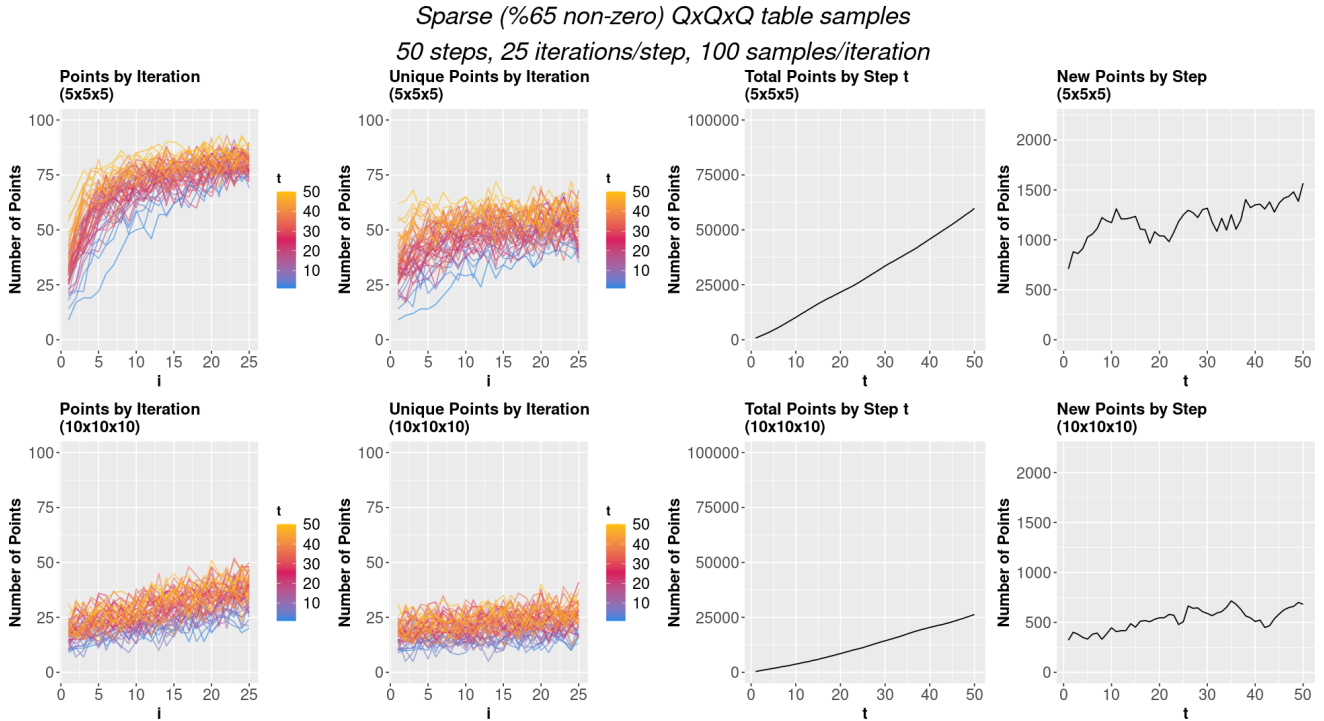 Sparse (%65 non-zero) QxQxQ table samples
50 steps, 25 iterations/step, 100 samples/iteration
Points by Iteration
(5x5x5)
Number of Points
100
75
50
25
0
0 5 10 15 20 25
i
t
50
40
30
20
10
Unique Points by Iteration
(5x5x5)
Number of Points
100
75
50
25
0
0 5 10 15 20 25
i
t
50
40
30
20
10
Total Points by Step t
(5x5x5)
Number of Points
100000
75000
50000
25000
0
0 10 20 30 40 50
t
New Points by Step
(5x5x5)
Number of Points
2000
1500
1000
500
0
0 10 20 30 40 50
t
Points by Iteration
(10x10x10)
Number of Points
100
75
50
25
0
0 5 10 15 20 25
i
t
50
40
30
20
10
Unique Points by Iteration
(10x10x10)
Number of Points
100
75
50
25
0
0 5 10 15 20 25
i
t
50
40
30
20
10
Total Points by Step t
(10x10x10)
Number of Points
100000
75000
50000
25000
0
0 10 20 30 40 50
t
New Points by Step
(10x10x10)
Number of Points
2000
1500
1000
500
0
0 10 20 30 40 50
t